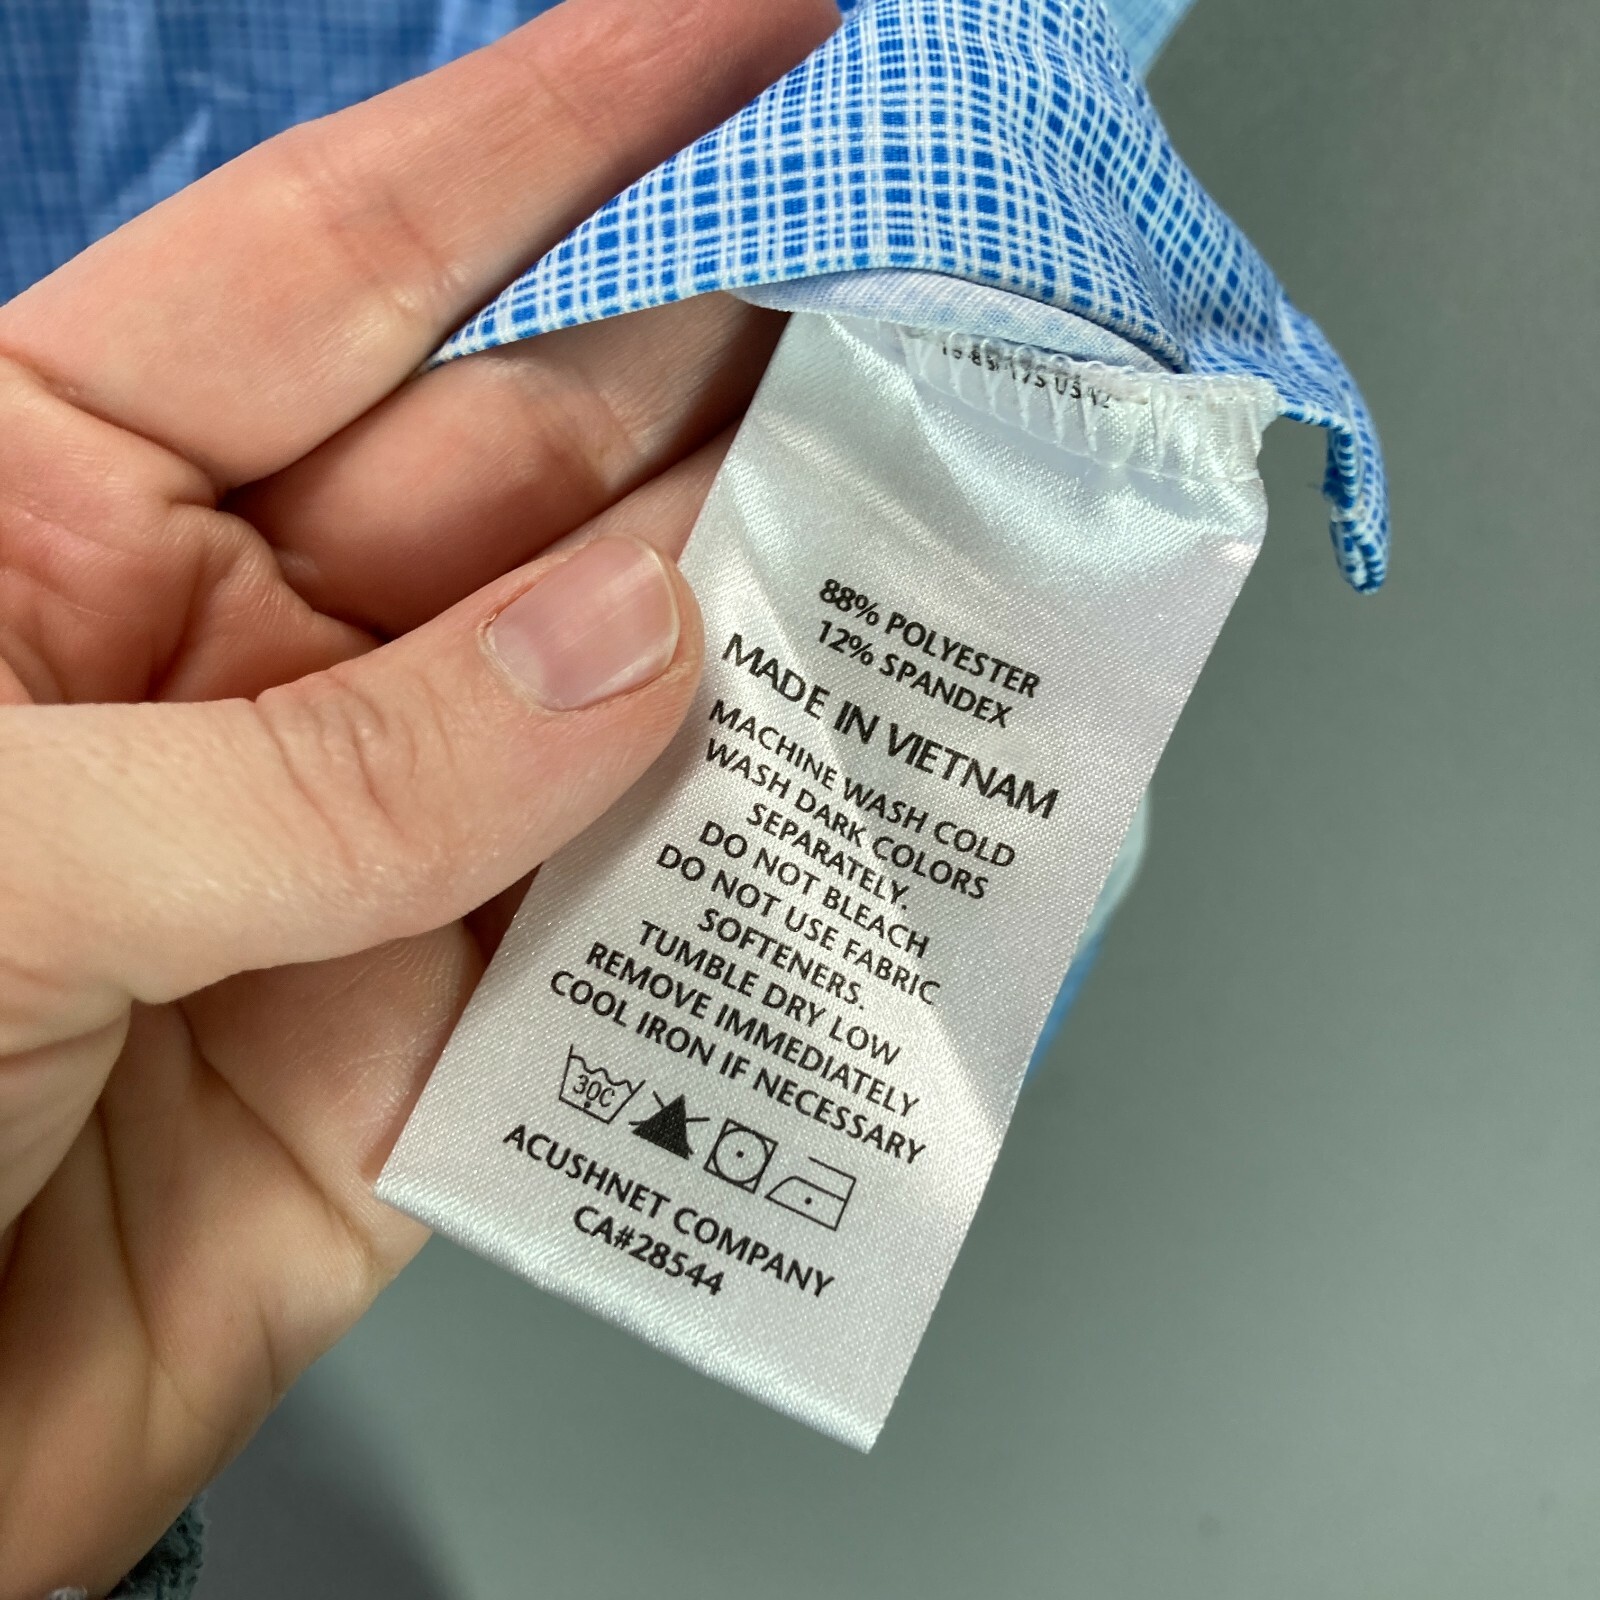 88% POLYESTER
12% SPANDEX
MADE IN VIETNAM
MACHINE WASH COLD
WASH DARK COLORS
SEPARATELY.
DO NOT BLEACH
DO NOT USE FABRIC
SOFTENERS.
TUMBLE DRY LOW
REMOVE IMMEDIATELY
COOL IRON IF NECESSARY
30C
ACUSHNET COMPANY
CA#28544